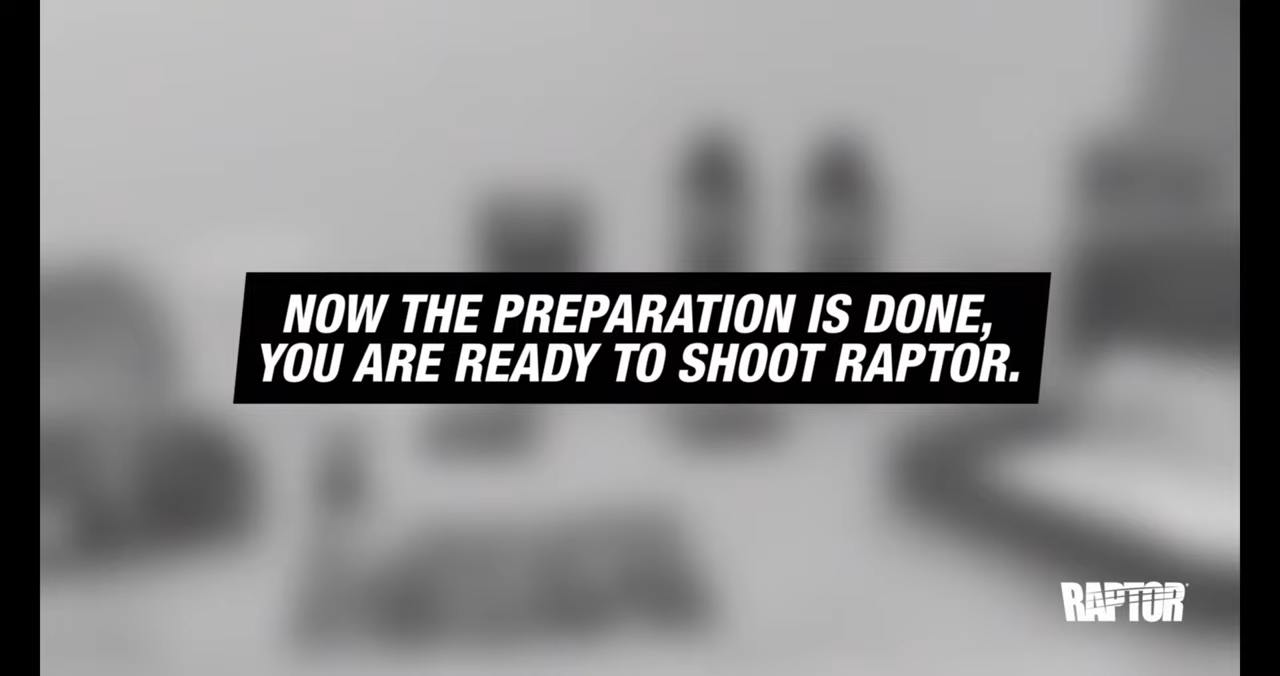 NOW THE PREPARATION IS DONE,
YOU ARE READY TO SHOOT RAPTOR.
RAPTOR